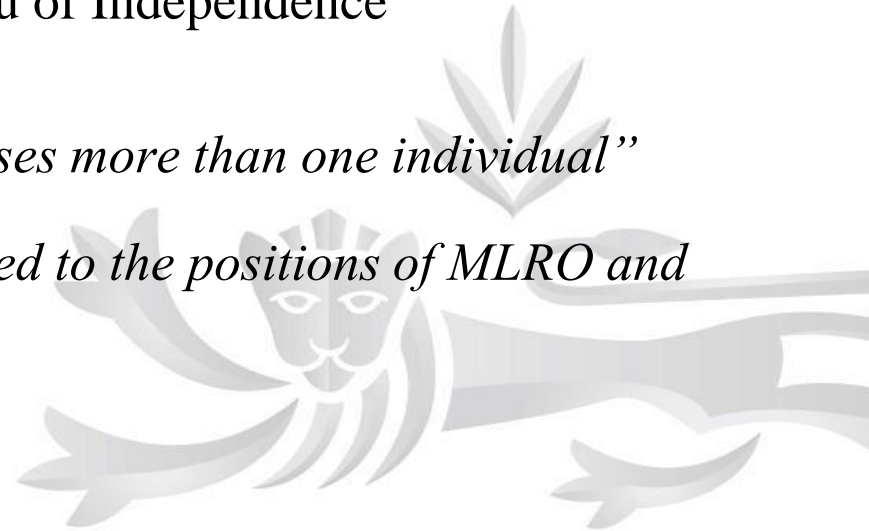 of Independence
ses more than one individual”
ed to the positions of MLRO and